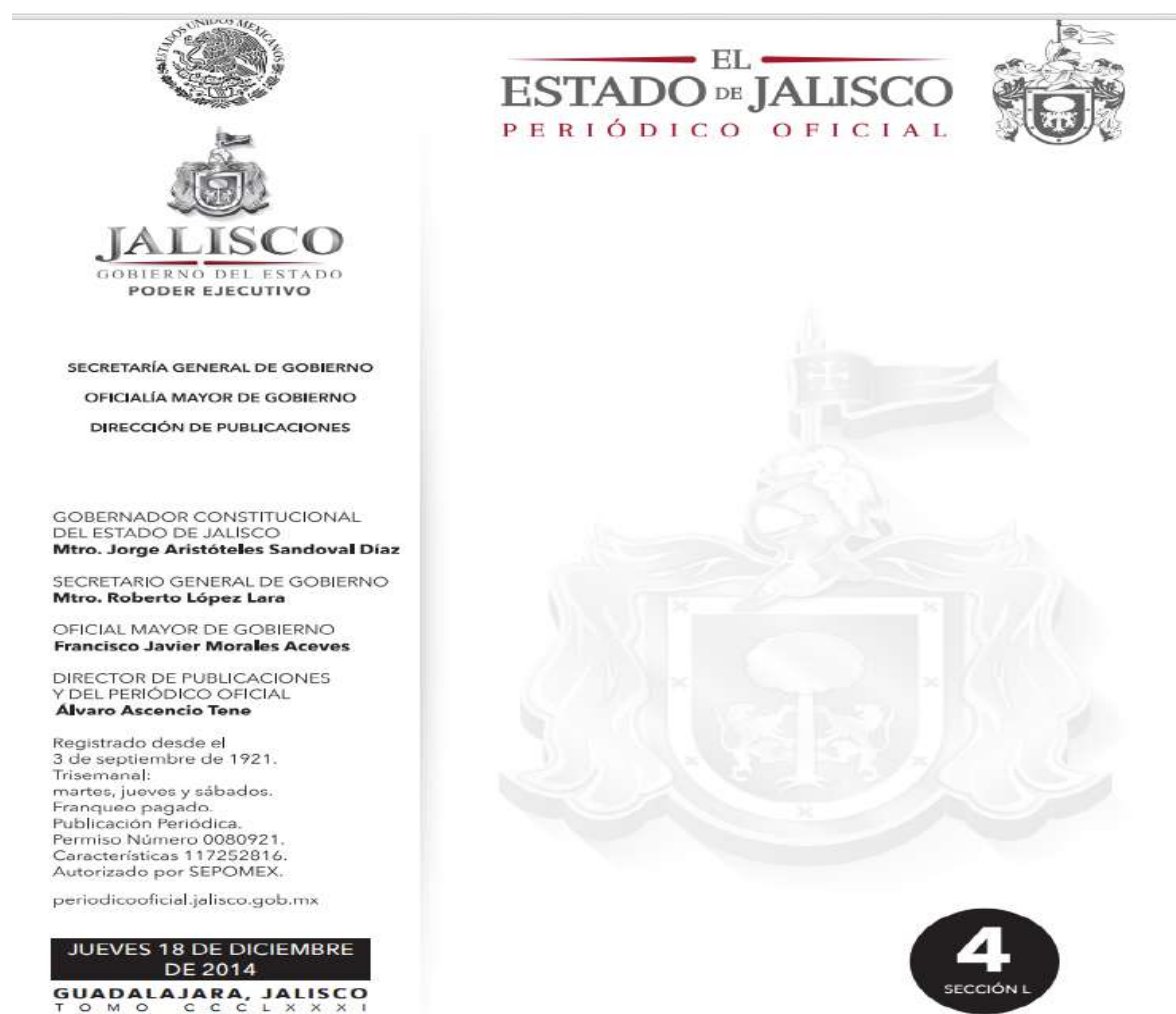 ESTADOS UNIDOS MEXICANOS
JALISCO
GOBIERNO DEL ESTADO
PODER EJECUTIVO
SECRETARÍA GENERAL DE GOBIERNO
OFICIALÍA MAYOR DE GOBIERNO
DIRECCIÓN DE PUBLICACIONES
GOBERNADOR CONSTITUCIONAL
DEL ESTADO DE JALISCO
Mtro. Jorge Aristóteles Sandoval Díaz
SECRETARIO GENERAL DE GOBIERNO
Mtro. Roberto López Lara
OFICIAL MAYOR DE GOBIERNO
Francisco Javier Morales Aceves
DIRECTOR DE PUBLICACIONES
Y DEL PERIÓDICO OFICIAL
Álvaro Ascencio Tene
Registrado desde el
3 de septiembre de 1921.
Trisemanal:
martes, jueves y sábados.
Franqueo pagado.
Publicación Periódica.
Permiso Número 0080921.
Características 117252816.
Autorizado por SEPOMEX.
periodicooficial.jalisco.gob.mx
JUEVES 18 DE DICIEMBRE
DE 2014
GUADALAJARA, JALISCO
TOMO CCCLXXXI
EL
ESTADO DE JALISCO
PERIÓDICO OFICIAL
4
SECCIÓN L